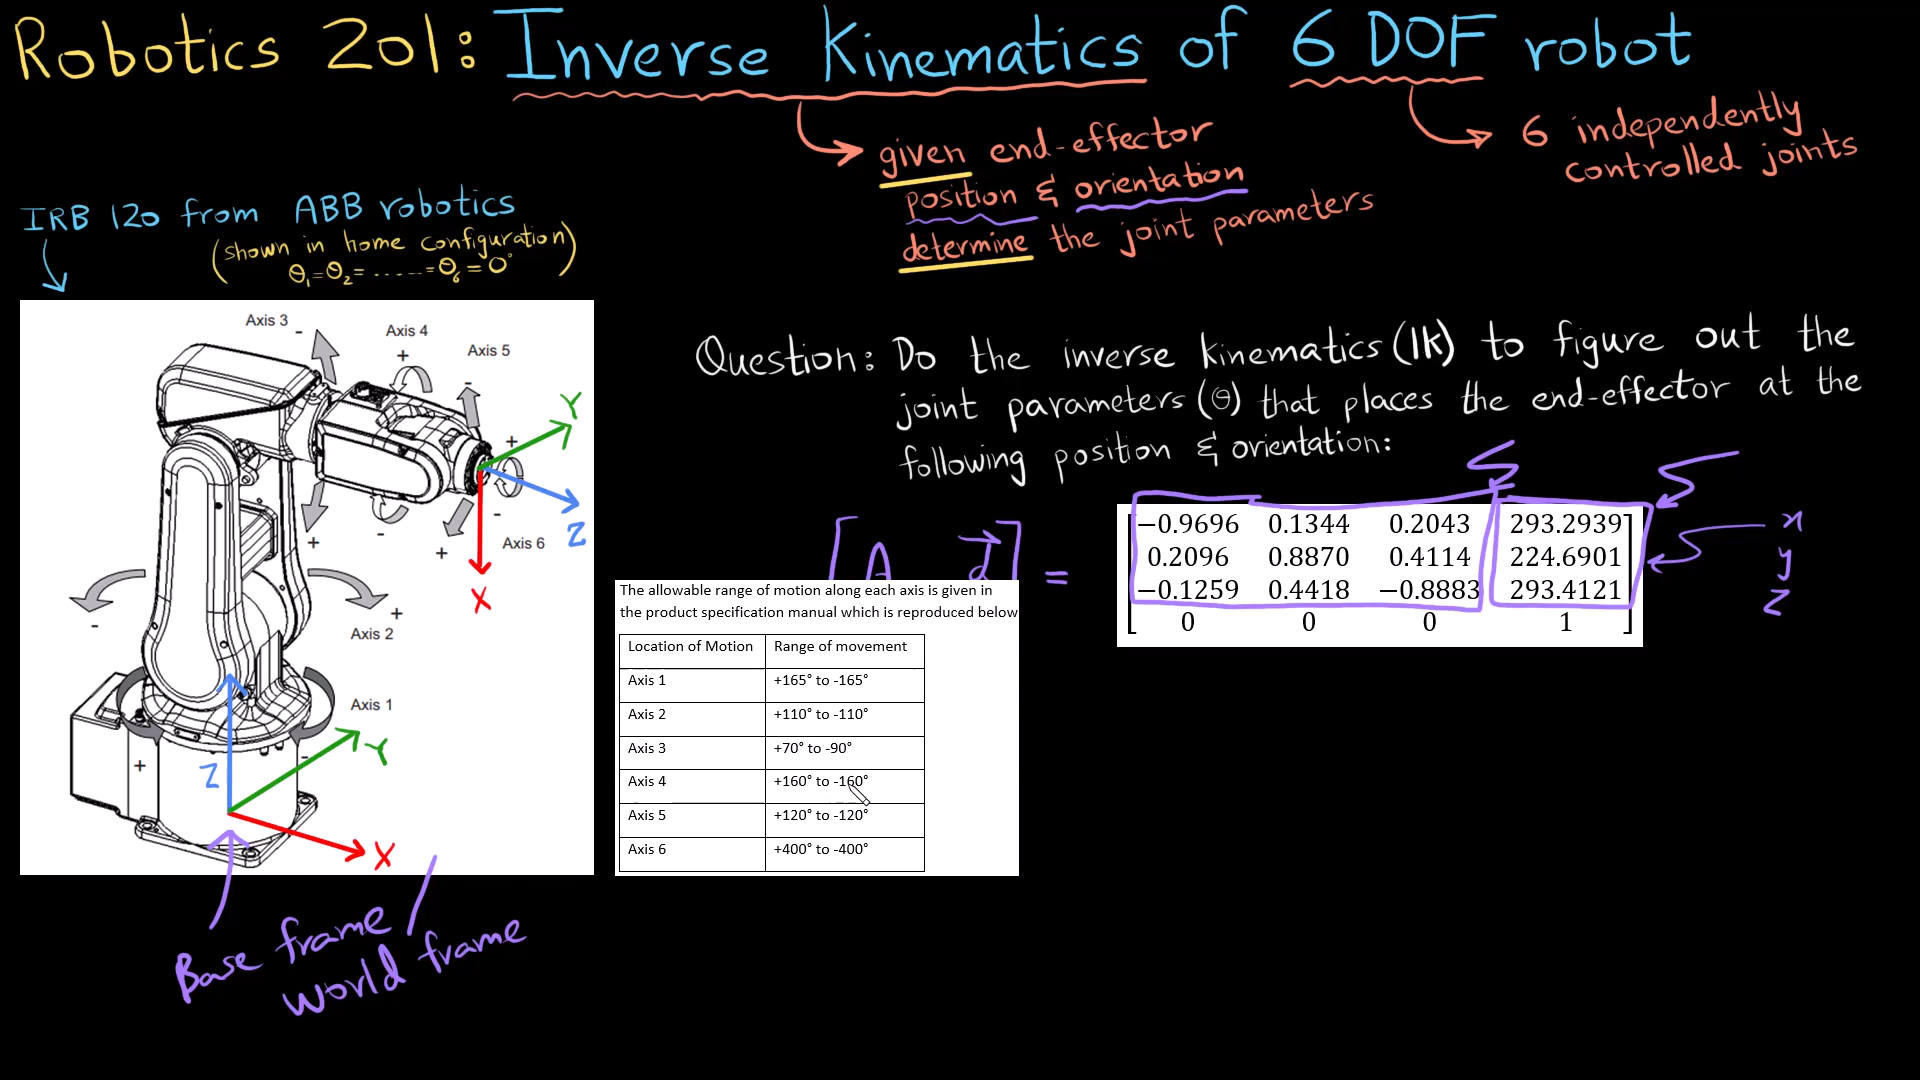 Robotics 201: Inverse Kinematics of 6 DOF robot
given end-effector
position & orientation
determine the joint parameters
6 independently
controlled joints
IRB 120 from ABB robotics
(shown in home configuration)
θ₁=θ₂= ...... =θ₆=0°
Axis 3
-
Axis 4
+
Axis 5
-
Y
+
Z
-
Axis 6
+
-
+
X
-
+
Axis 2
Axis 1
+
-
Z
Y
X
Base frame /
world frame
Question: Do the inverse kinematics (IK) to figure out the
joint parameters (θ) that places the end-effector at the
following position & orientation:
[A d] =
−0.9696 0.1344 0.2043 293.2939
0.2096 0.8870 0.4114 224.6901
−0.1259 0.4418 −0.8883 293.4121
0 0 0 1
x
y
z
The allowable range of motion along each axis is given in
the product specification manual which is reproduced below
Location of Motion Range of movement
Axis 1 +165° to -165°
Axis 2 +110° to -110°
Axis 3 +70° to -90°
Axis 4 +160° to -160°
Axis 5 +120° to -120°
Axis 6 +400° to -400°